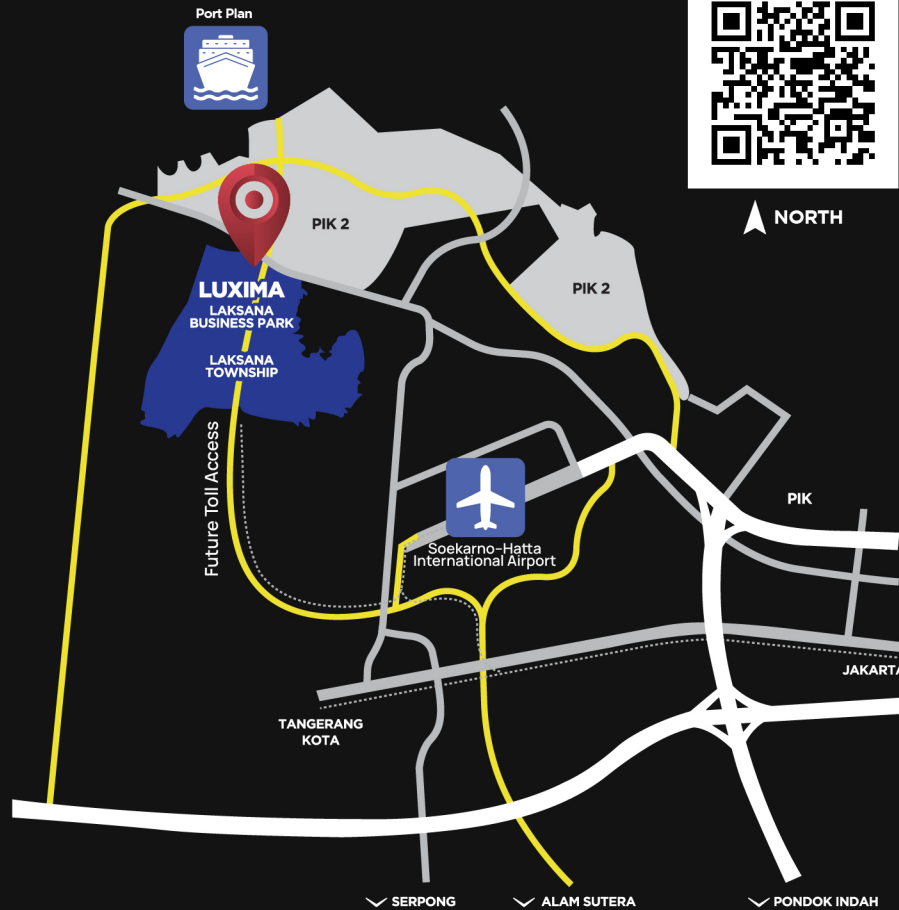 Port Plan
NORTH
PIK 2
PIK 2
LUXIMA
LAKSANA
BUSINESS PARK
LAKSANA
TOWNSHIP
Future Toll Access
PIK
Soekarno-Hatta
International Airport
JAKARTA
TANGERANG
KOTA
SERPONG
ALAM SUTERA
PONDOK INDAH